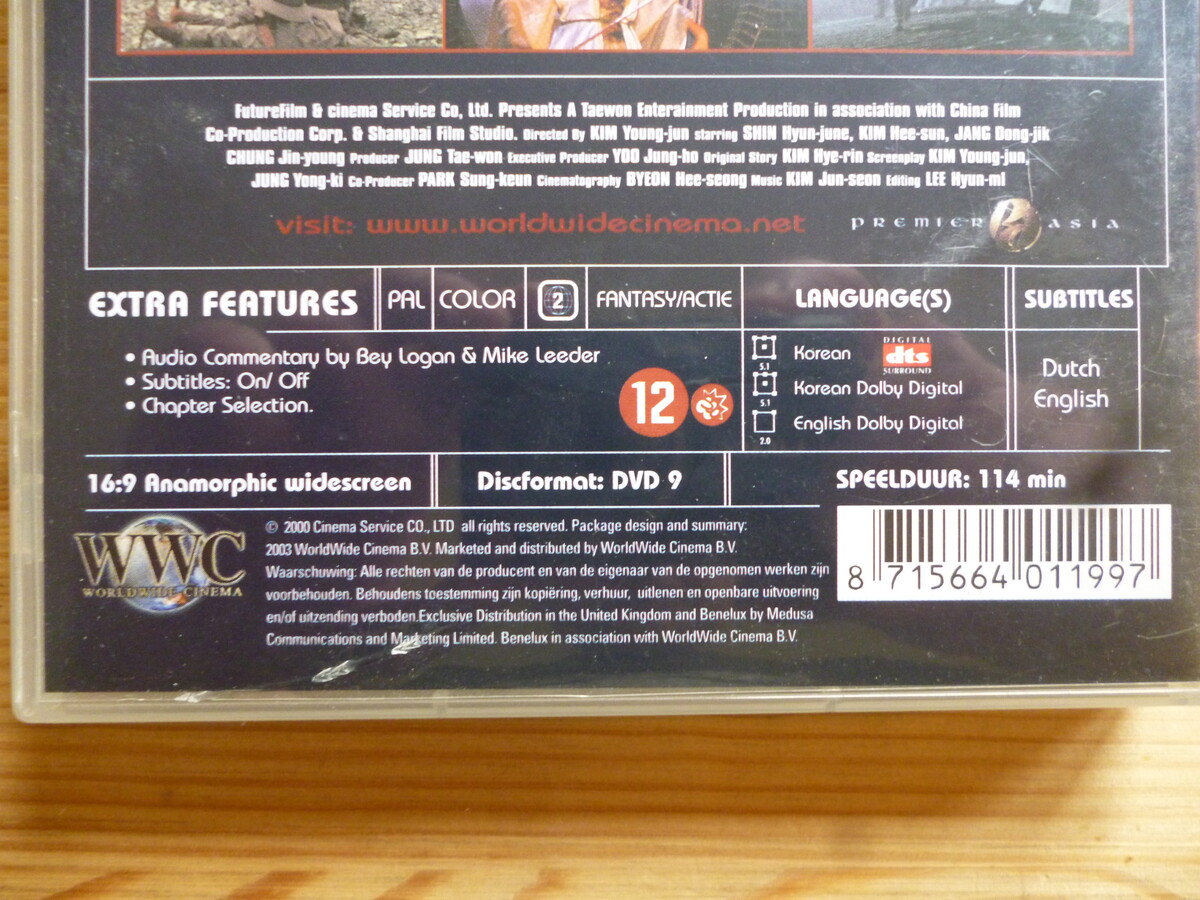 FutureFilm & cinema Service Co, Ltd. Presents A Taewon Enterainment Production in association with China Film
Co-Production Corp. & Shanghai Film Studio. Directed By KIM Young-jun starring SHIN Hyun-june, KIM Hee-sun, JANG Dong-jik
CHUNG Jin-young Producer JUNG Tae-won Executive Producer YOO Jung-ho Original Story KIM Hye-rin Screenplay KIM Young-jun,
JUNG Yong-ki Co-Producer PARK Sung-keun Cinematography BYEON Hee-seong Music KIM Jun-seon Editing LEE Hyun-mi
visit: www.worldwidecinema.net
PREMIER ASIA
EXTRA FEATURES
PAL
COLOR
2
FANTASY/ACTIE
LANGUAGE(S)
SUBTITLES
• Audio Commentary by Bey Logan & Mike Leeder
• Subtitles: On/ Off
• Chapter Selection.
12
5.1 Korean
DIGITAL
dts
SURROUND
5.1 Korean Dolby Digital
2.0 English Dolby Digital
Dutch
English
16:9 Anamorphic widescreen
Discformat: DVD 9
SPEELDUUR: 114 min
WWC
WORLDWIDE CINEMA
© 2000 Cinema Service CO., LTD all rights reserved. Package design and summary:
2003 WorldWide Cinema B.V. Marketed and distributed by WorldWide Cinema B.V.
Waarschuwing: Alle rechten van de producent en van de eigenaar van de opgenomen werken zijn
voorbehouden. Behoudens toestemming zijn kopiëring, verhuur, uitlenen en openbare uitvoering
en/of uitzending verboden.Exclusive Distribution in the United Kingdom and Benelux by Medusa
Communications and Marketing Limited. Benelux in association with WorldWide Cinema B.V.
8 715664 011997